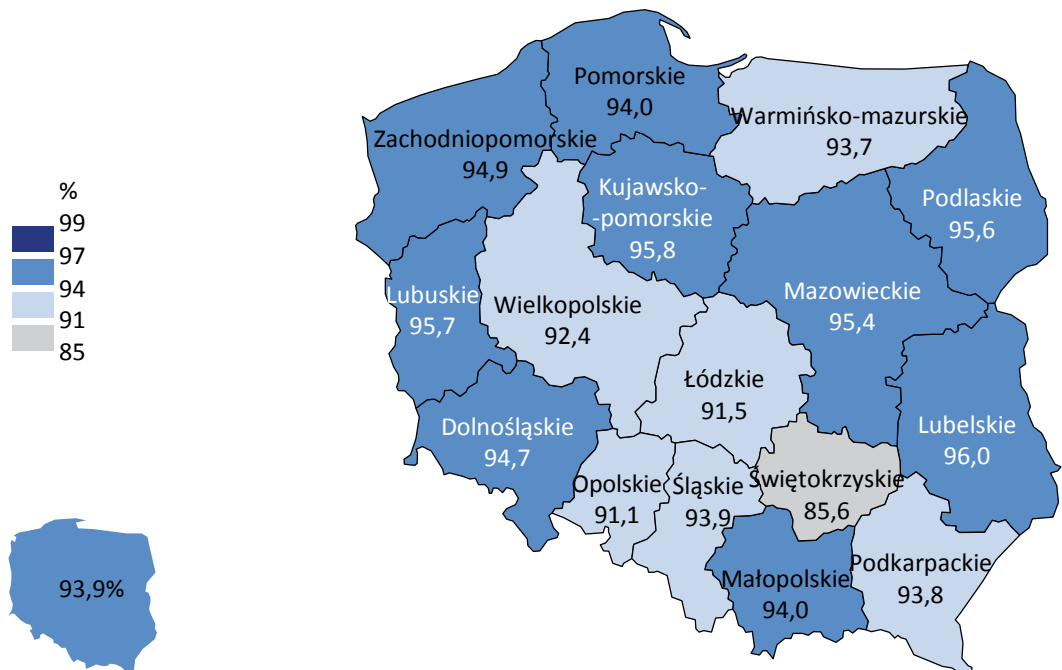 %
99
97
94
91
85
93,9%
Pomorskie
94,0
Warmińsko-mazurskie
93,7
Zachodniopomorskie
94,9
Kujawsko-
-pomorskie
95,8
Podlaskie
95,6
Lubuskie
95,7
Wielkopolskie
92,4
Mazowieckie
95,4
Łódzkie
91,5
Dolnośląskie
94,7
Lubelskie
96,0
Opolskie
91,1
Śląskie
93,9
Świętokrzyskie
85,6
Małopolskie
94,0
Podkarpackie
93,8